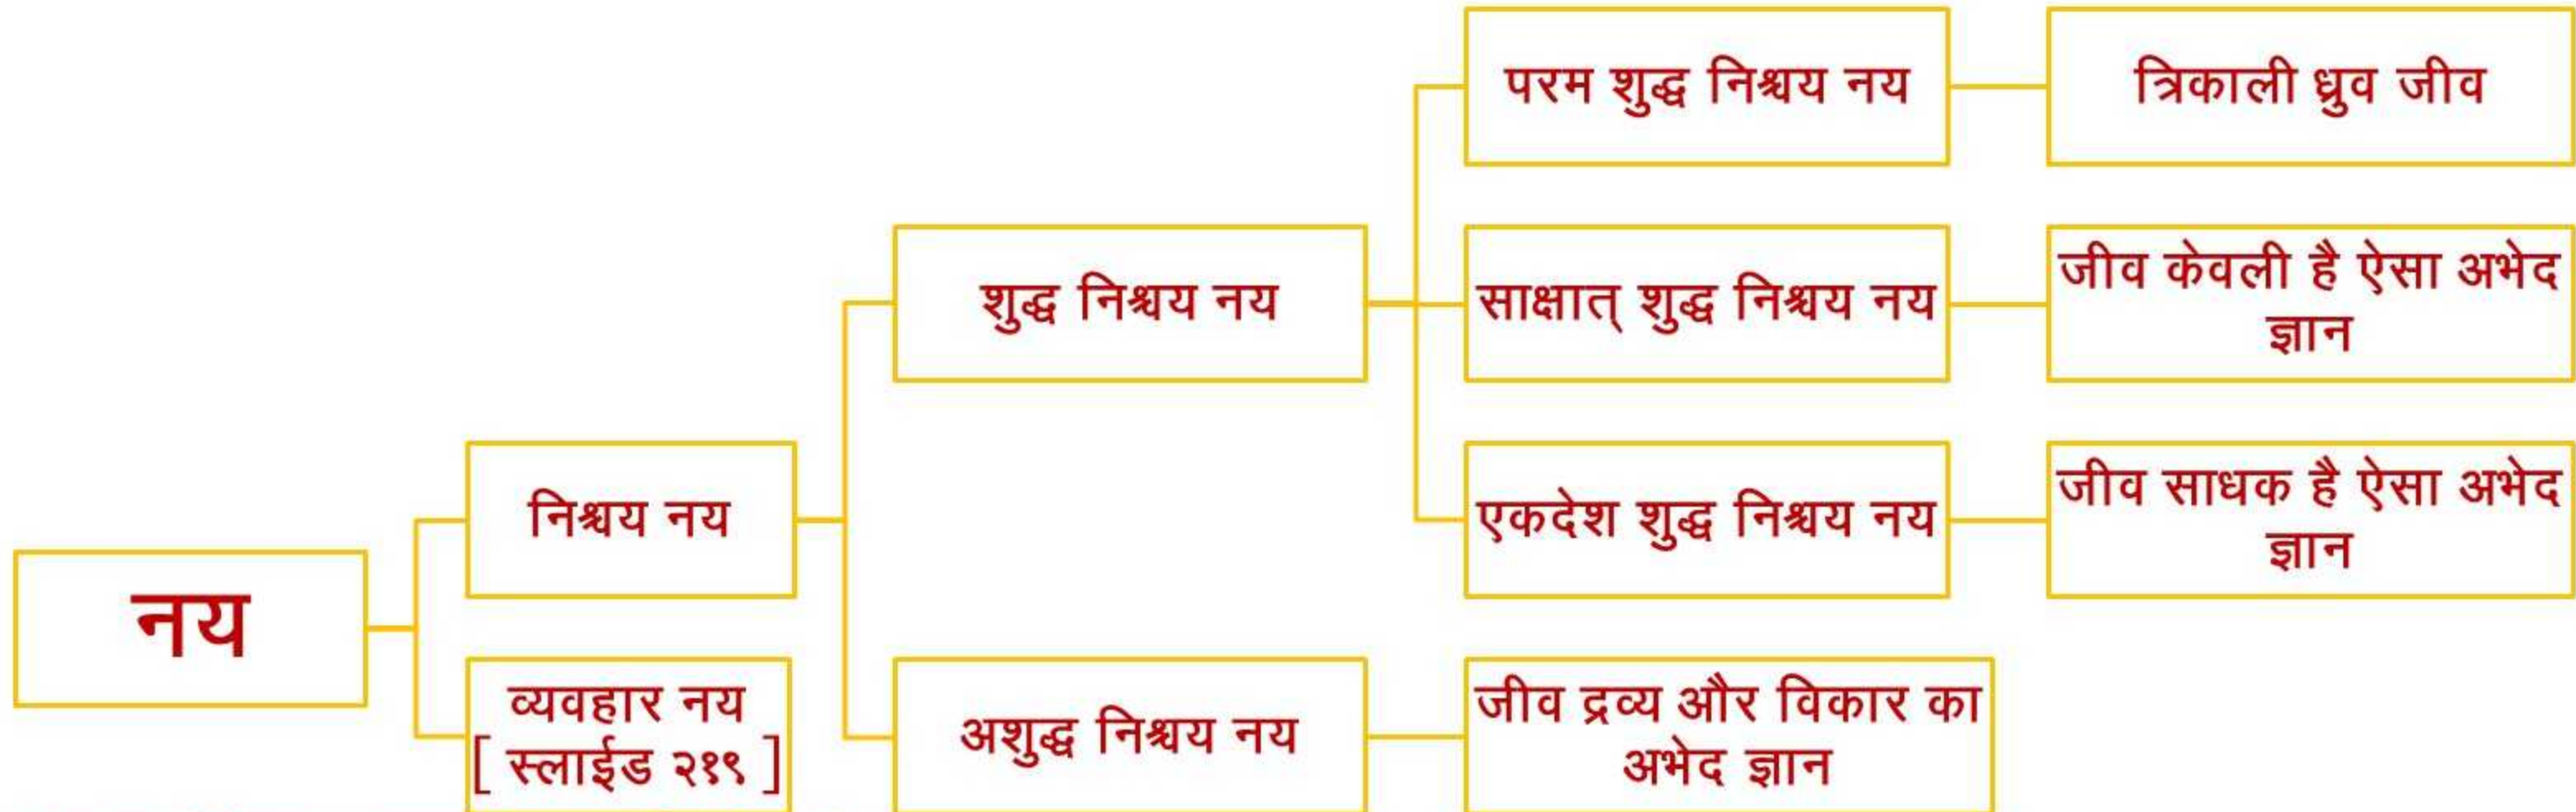 नय
निश्चय नय
व्यवहार नय
[ स्लाईड २१९ ]
शुद्ध निश्चय नय
अशुद्ध निश्चय नय
परम शुद्ध निश्चय नय
त्रिकाली ध्रुव जीव
साक्षात् शुद्ध निश्चय नय
जीव केवली है ऐसा अभेद
ज्ञान
एकदेश शुद्ध निश्चय नय
जीव साधक है ऐसा अभेद
ज्ञान
जीव द्रव्य और विकार का
अभेद ज्ञान